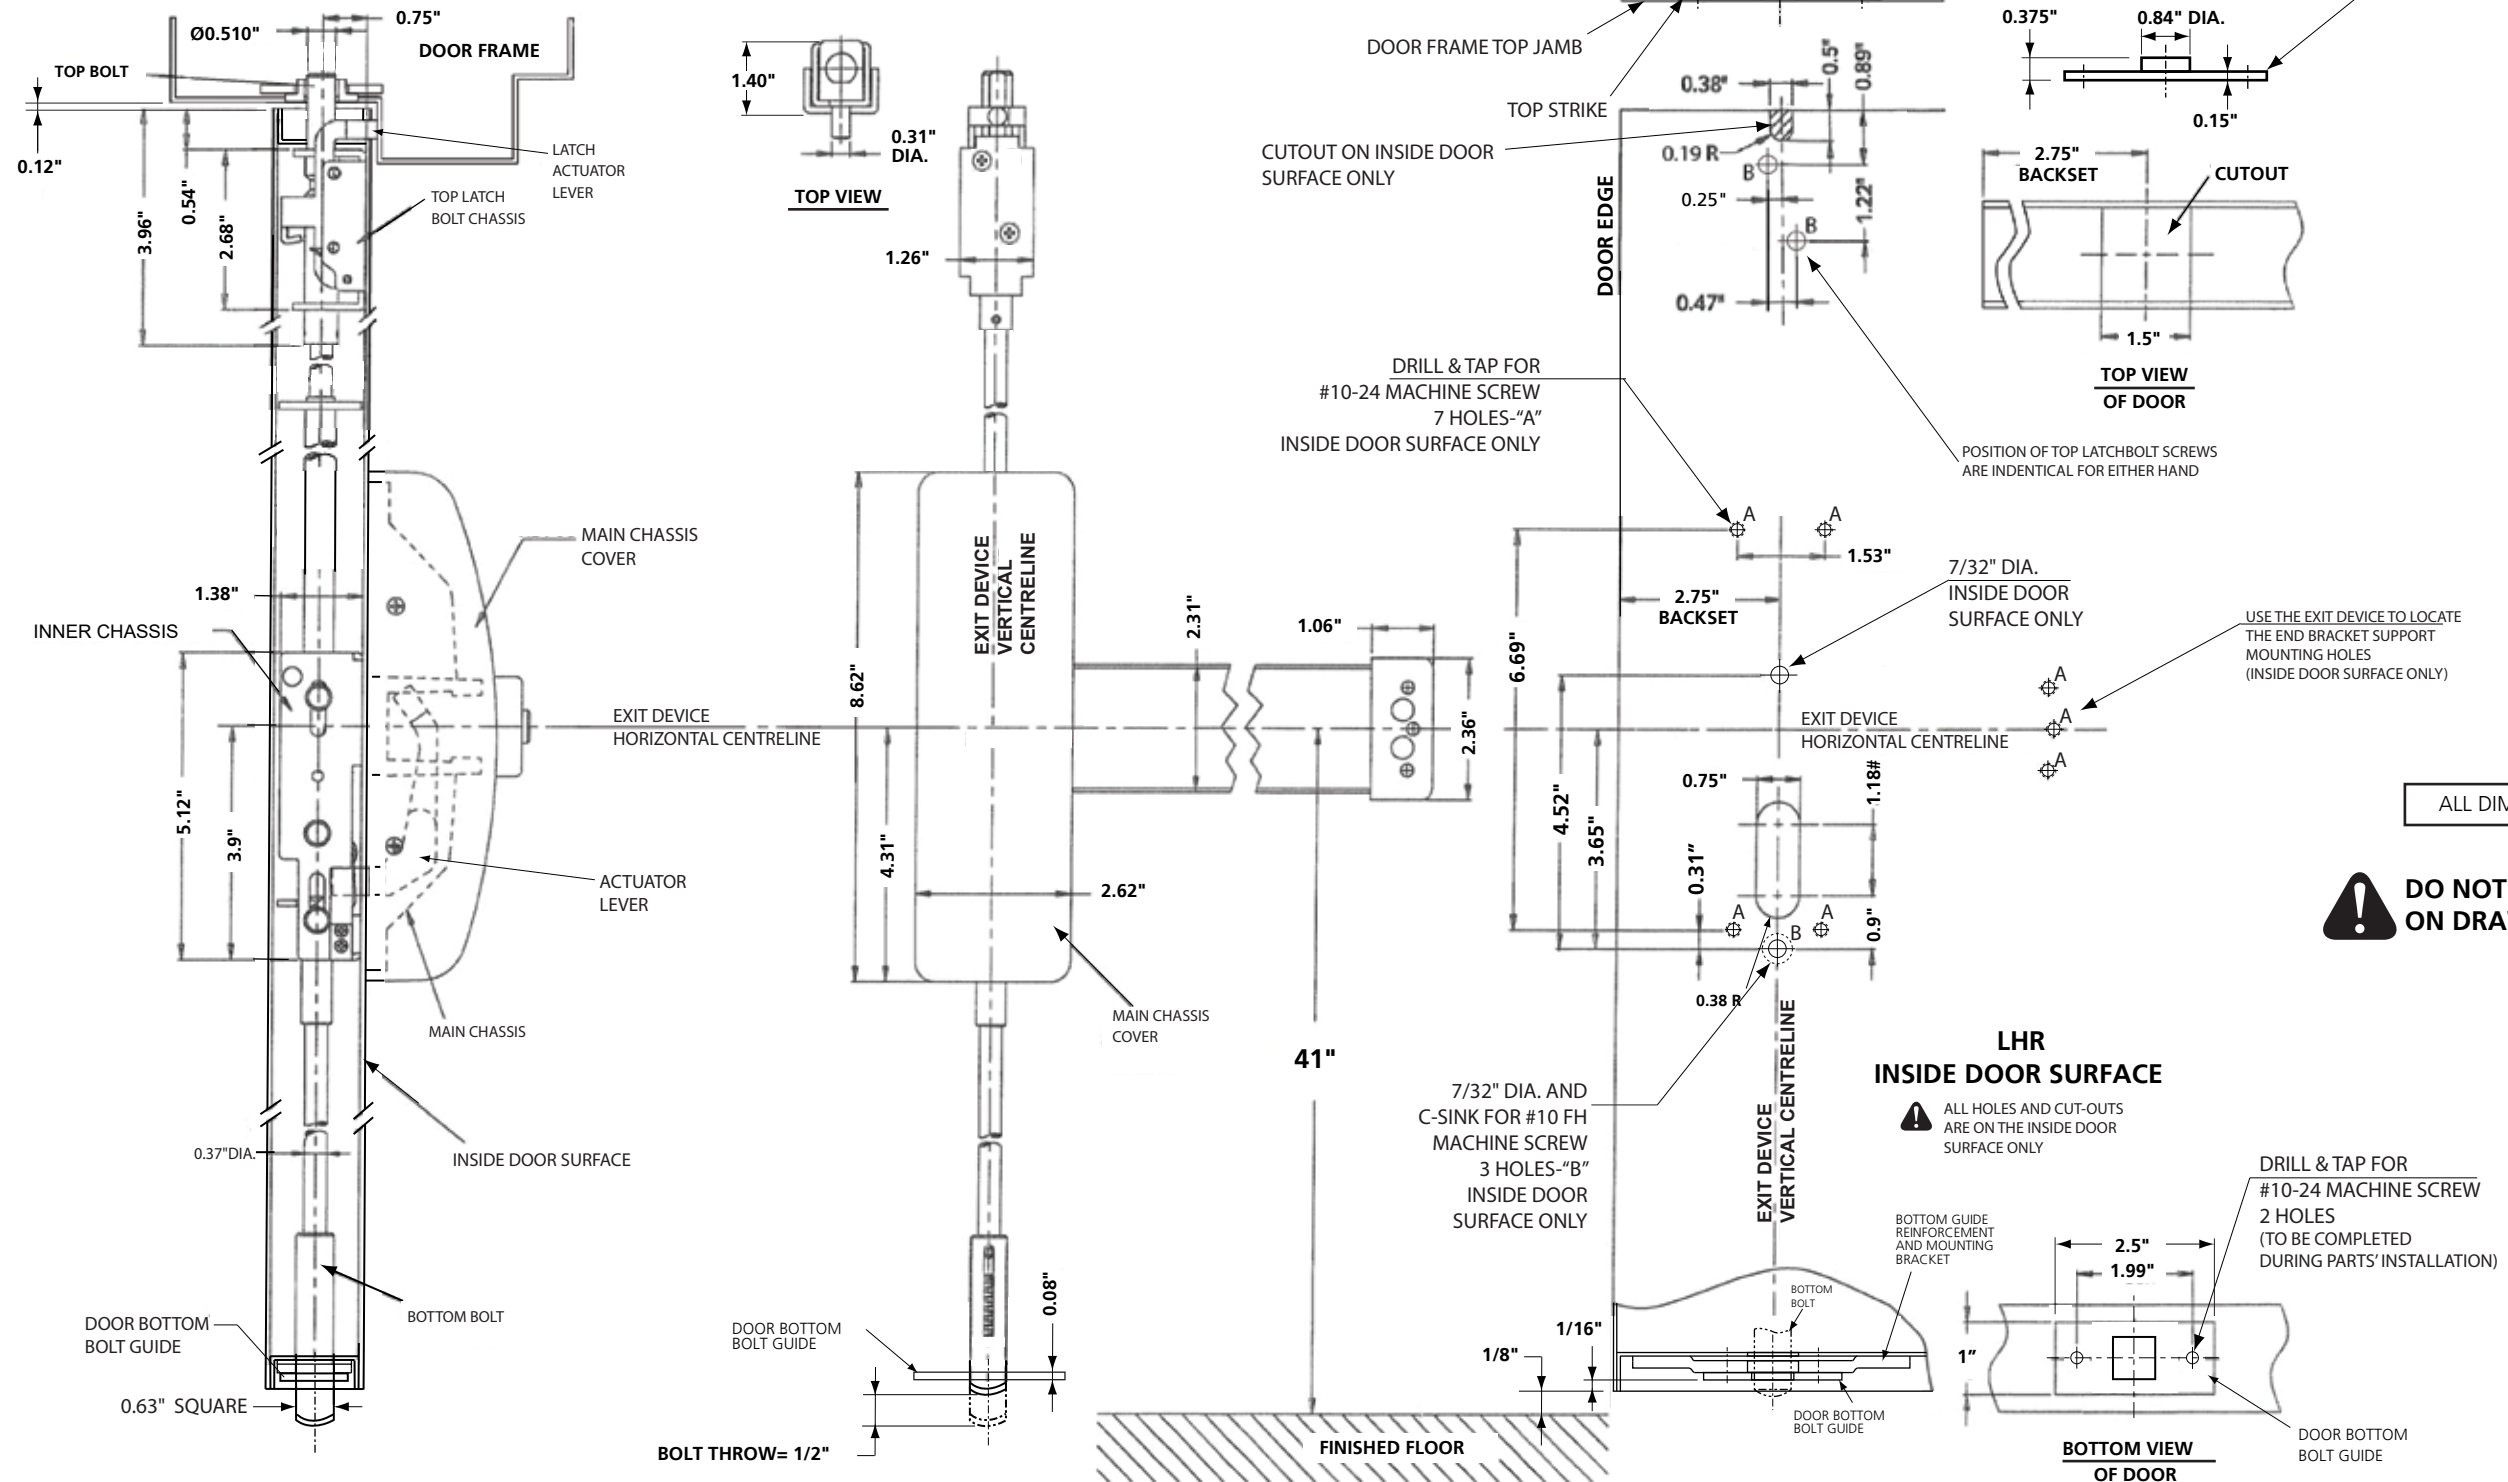 0.75"
Ø0.510"
DOOR FRAME
TOP BOLT
0.12"
3.96"
0.54"
2.68"
LATCH
ACTUATOR
LEVER
TOP LATCH
BOLT CHASSIS
1.38"
INNER CHASSIS
MAIN CHASSIS
COVER
5.12"
3.9"
EXIT DEVICE
HORIZONTAL CENTRELINE
ACTUATOR
LEVER
MAIN CHASSIS
0.37"DIA.
INSIDE DOOR SURFACE
BOTTOM BOLT
DOOR BOTTOM
BOLT GUIDE
0.63" SQUARE
1.40"
0.31"
DIA.
TOP VIEW
1.26"
EXIT DEVICE
VERTICAL
CENTRELINE
8.62"
4.31"
2.31"
1.06"
2.36"
2.62"
MAIN CHASSIS
COVER
41"
0.08"
DOOR BOTTOM
BOLT GUIDE
BOLT THROW= 1/2"
FINISHED FLOOR
DOOR FRAME TOP JAMB
TOP STRIKE
CUTOUT ON INSIDE DOOR
SURFACE ONLY
DOOR EDGE
0.38"
0.5"
0.89"
0.19 R
B
0.25"
1.22"
B
0.47"
DRILL & TAP FOR
#10-24 MACHINE SCREW
7 HOLES-“A”
INSIDE DOOR SURFACE ONLY
POSITION OF TOP LATCHBOLT SCREWS
ARE INDENTICAL FOR EITHER HAND
A
A
1.53"
2.75"
BACKSET
7/32" DIA.
INSIDE DOOR
SURFACE ONLY
6.69"
USE THE EXIT DEVICE TO LOCATE
THE END BRACKET SUPPORT
MOUNTING HOLES
(INSIDE DOOR SURFACE ONLY)
A
A
A
EXIT DEVICE
HORIZONTAL CENTRELINE
0.75"
1.18#
4.52"
3.65"
0.31"
A
A
B
0.9"
0.38 R
7/32" DIA. AND
C-SINK FOR #10 FH
MACHINE SCREW
3 HOLES-“B”
INSIDE DOOR
SURFACE ONLY
EXIT DEVICE
VERTICAL CENTRELINE
LHR
INSIDE DOOR SURFACE
ALL HOLES AND CUT-OUTS
ARE ON THE INSIDE DOOR
SURFACE ONLY
BOTTOM GUIDE
REINFORCEMENT
AND MOUNTING
BRACKET
BOTTOM
BOLT
1/16"
1/8"
DOOR BOTTOM
BOLT GUIDE
0.375"
0.84" DIA.
0.15"
2.75"
BACKSET
CUTOUT
1.5"
TOP VIEW
OF DOOR
ALL DIM
DO NOT
ON DRA
DRILL & TAP FOR
#10-24 MACHINE SCREW
2 HOLES
(TO BE COMPLETED
DURING PARTS' INSTALLATION)
2.5"
1.99"
1”
DOOR BOTTOM
BOLT GUIDE
BOTTOM VIEW
OF DOOR